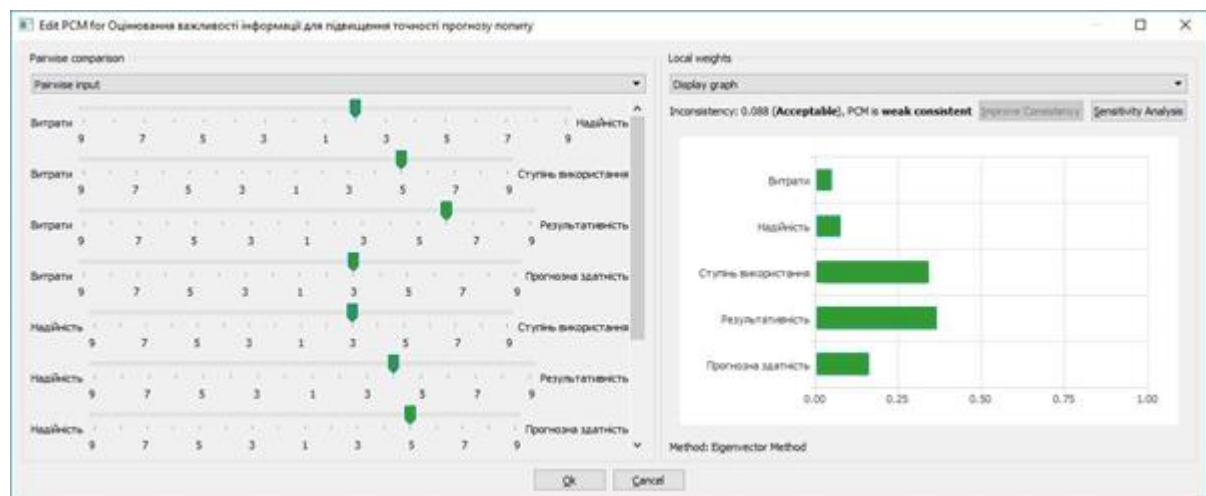 Edit PCM for Оцінювання важливості інформації для підвищення точності прогнозу попиту
Pairwise comparison
Pairwise input
Витрати Надійність
9 7 5 3 1 3 5 7 9
Витрати Ступінь використання
9 7 5 3 1 3 5 7 9
Витрати Результативність
9 7 5 3 1 3 5 7 9
Витрати Прогнозна здатність
9 7 5 3 1 3 5 7 9
Надійність Ступінь використання
9 7 5 3 1 3 5 7 9
Надійність Результативність
9 7 5 3 1 3 5 7 9
Надійність Прогнозна здатність
9 7 5 3 1 3 5 7 9
Local weights
Display graph
Inconsistency: 0.088 (Acceptable), PCM is weak consistent Improve Consistency Sensitivity Analysis
Витрати
Надійність
Ступінь використання
Результативність
Прогнозна здатність
0.00 0.25 0.50 0.75 1.00
Method: Eigenvector Method
Ok Cancel